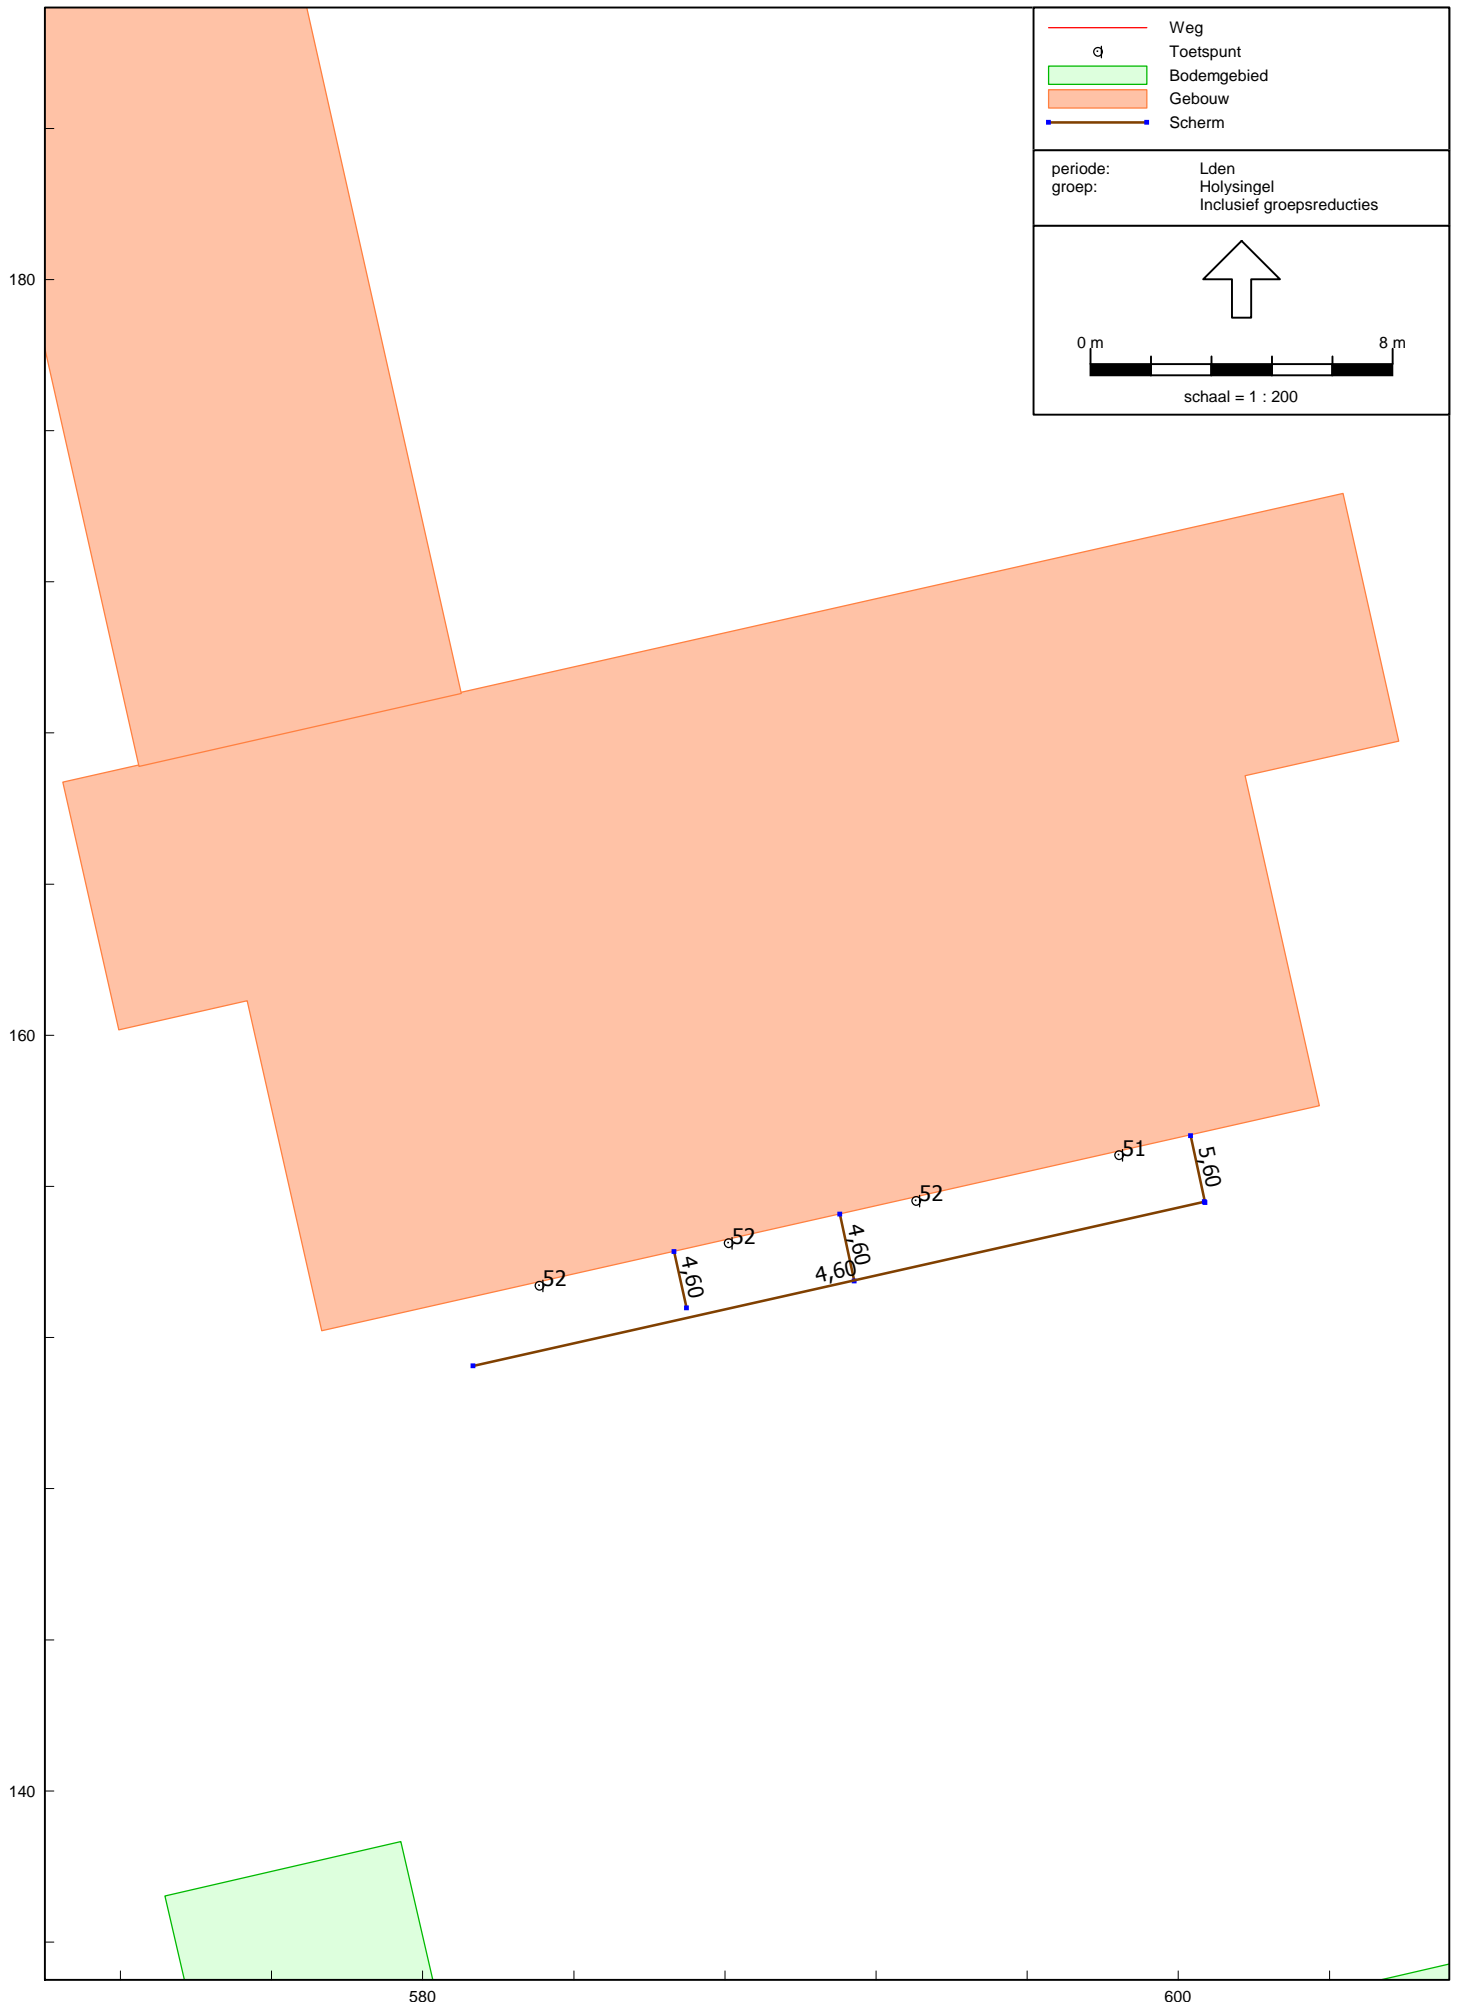 Weg
Toetspunt
Bodemgebied
Gebouw
Scherm
periode: Lden
groep: Holysingel
Inclusief groepsreducties
0 m 8 m
schaal = 1 : 200
180
160
140
580 600
51
5,60
52
4,60
52
4,60
4,60
52